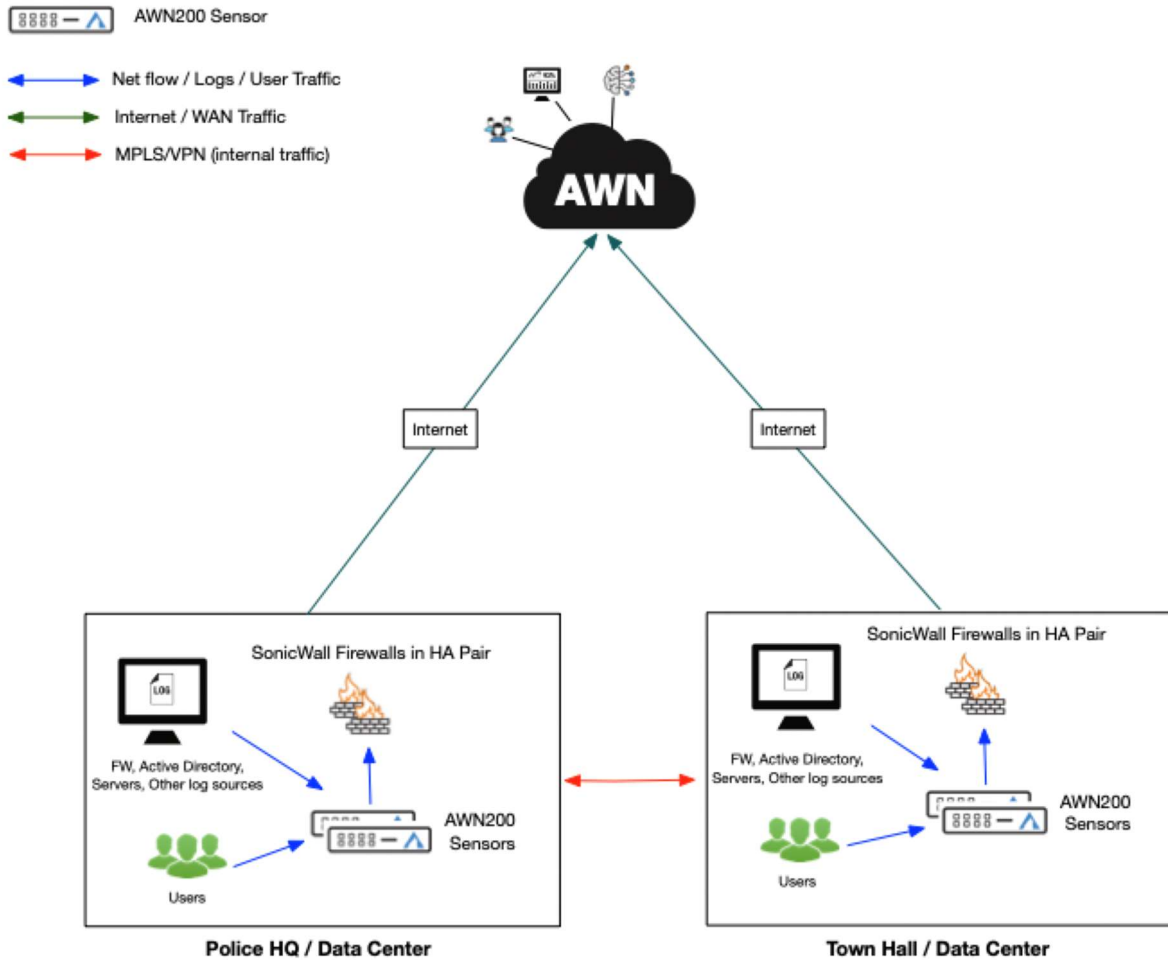 AWN200 Sensor
Net flow / Logs / User Traffic
Internet / WAN Traffic
MPLS/VPN (internal traffic)
AWN
Internet
Internet
SonicWall Firewalls in HA Pair
LOG
FW, Active Directory,
Servers, Other log sources
AWN200
Sensors
Users
Police HQ / Data Center
SonicWall Firewalls in HA Pair
LOG
FW, Active Directory,
Servers, Other log sources
AWN200
Sensors
Users
Town Hall / Data Center